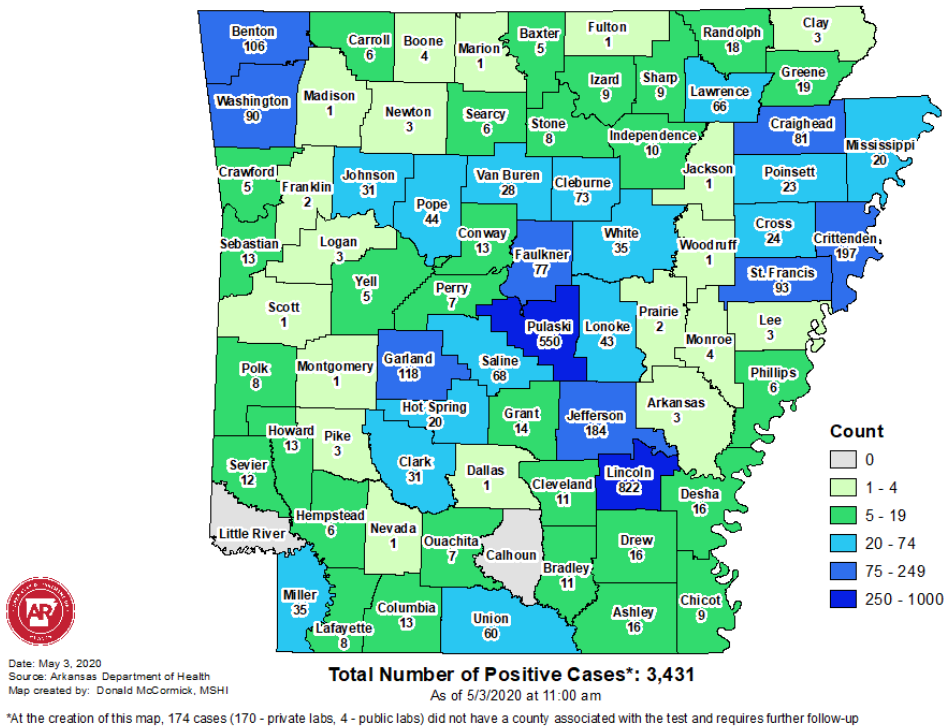 Benton
106
Carroll
6
Boone
4
Marion
1
Baxter
5
Fulton
1
Randolph
18
Clay
3
Washington
90
Madison
1
Newton
3
Searcy
6
Stone
8
Izard
9
Sharp
9
Lawrence
66
Greene
19
Craighead
81
Mississippi
20
Independence
10
Jackson
1
Poinsett
23
Crawford
5
Franklin
2
Johnson
31
Pope
44
Van Buren
28
Cleburne
73
White
35
Woodruff
1
Cross
24
Crittenden
197
St. Francis
93
Sebastian
13
Logan
3
Conway
13
Faulkner
77
Yell
5
Perry
7
Scott
1
Pulaski
550
Lonoke
43
Prairie
2
Monroe
4
Lee
3
Phillips
6
Polk
8
Montgomery
1
Garland
118
Saline
68
Hot Spring
20
Grant
14
Jefferson
184
Arkansas
3
Howard
13
Pike
3
Clark
31
Dallas
1
Cleveland
11
Lincoln
822
Desha
16
Sevier
12
Little River
Hempstead
6
Nevada
1
Ouachita
7
Calhoun
Bradley
11
Drew
16
Miller
35
Lafayette
8
Columbia
13
Union
60
Ashley
16
Chicot
9
Count
0
1 - 4
5 - 19
20 - 74
75 - 249
250 - 1000
AR
Date: May 3, 2020
Source: Arkansas Department of Health
Map created by: Donald McCormick, MSHI
Total Number of Positive Cases*: 3,431
As of 5/3/2020 at 11:00 am
*At the creation of this map, 174 cases (170 - private labs, 4 - public labs) did not have a county associated with the test and requires further follow-up